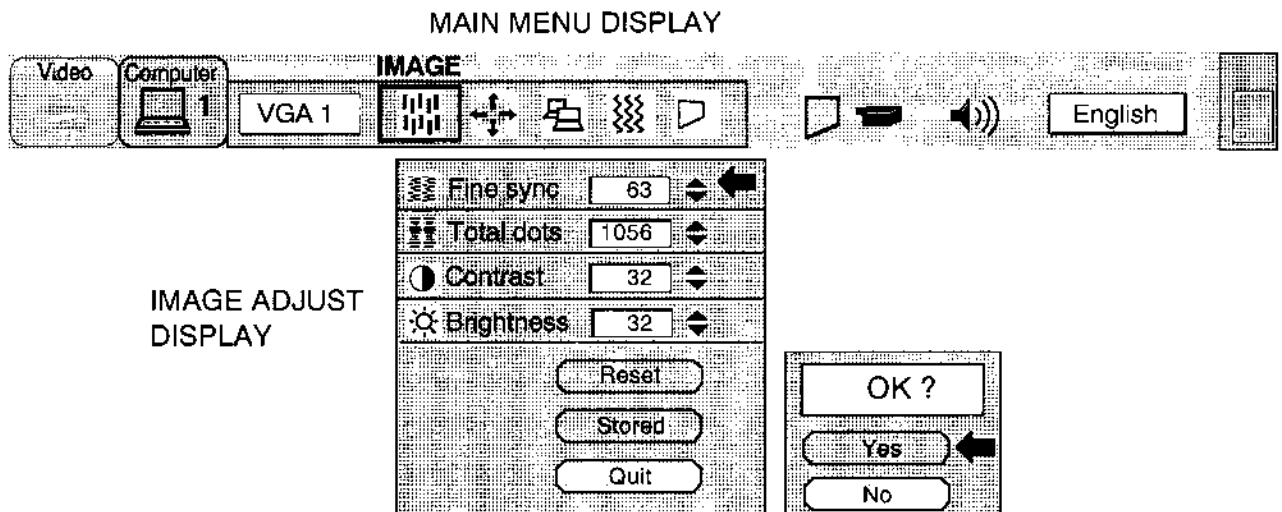 MAIN MENU DISPLAY
IMAGE
Video
Computer
1
VGA 1
English
Fine sync 63
Total dots 1056
Contrast 32
IMAGE ADJUST
DISPLAY
Brightness 32
Reset
Stored
Quit
OK ?
Yes
No